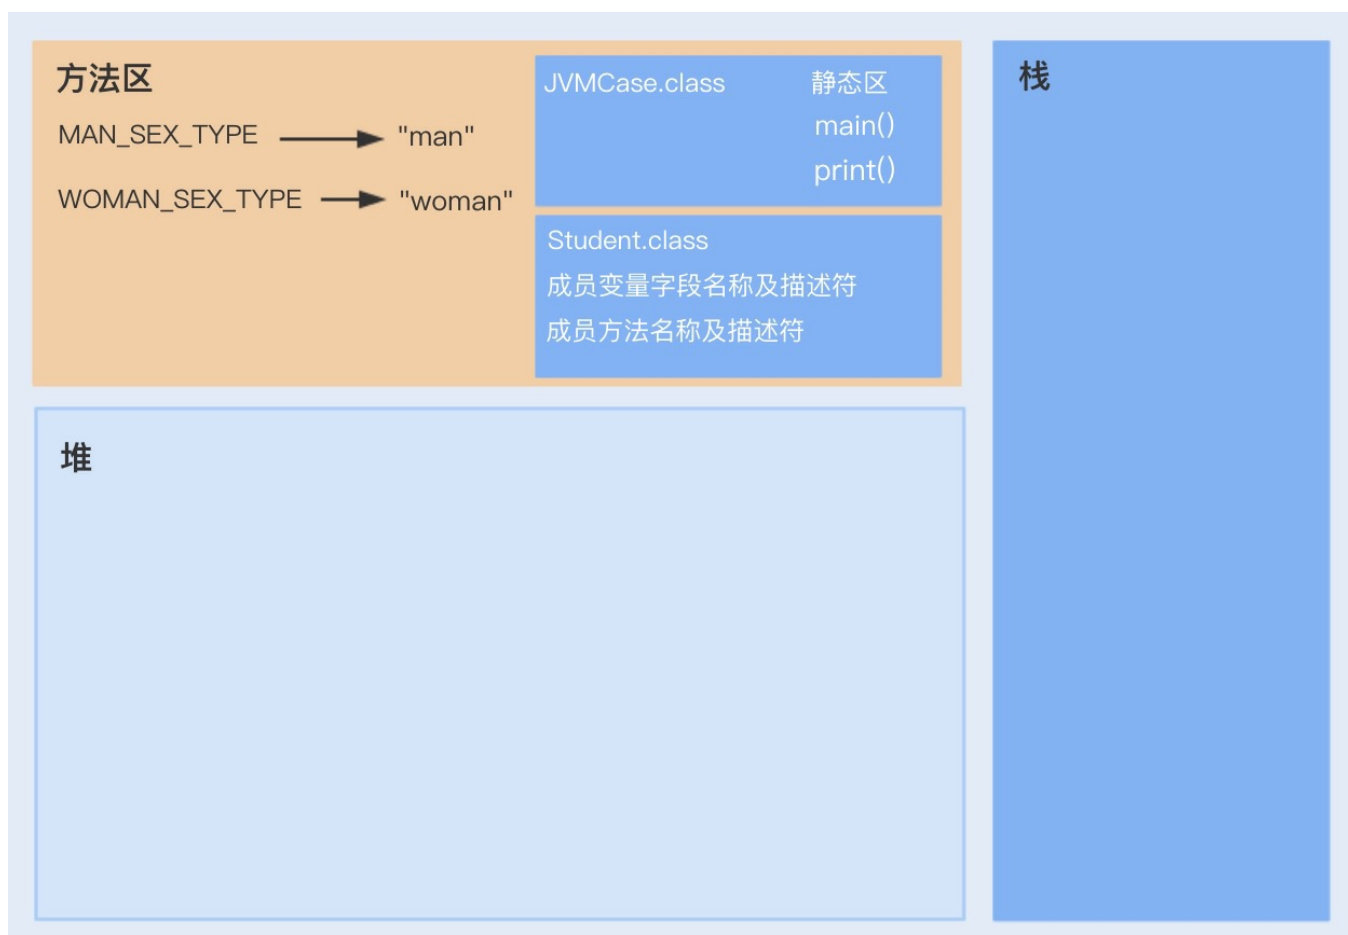 方法区
MAN_SEX_TYPE "man"
WOMAN_SEX_TYPE "woman"
JVMCase.class 静态区
main()
print()
Student.class
成员变量字段名称及描述符
成员方法名称及描述符
堆
栈